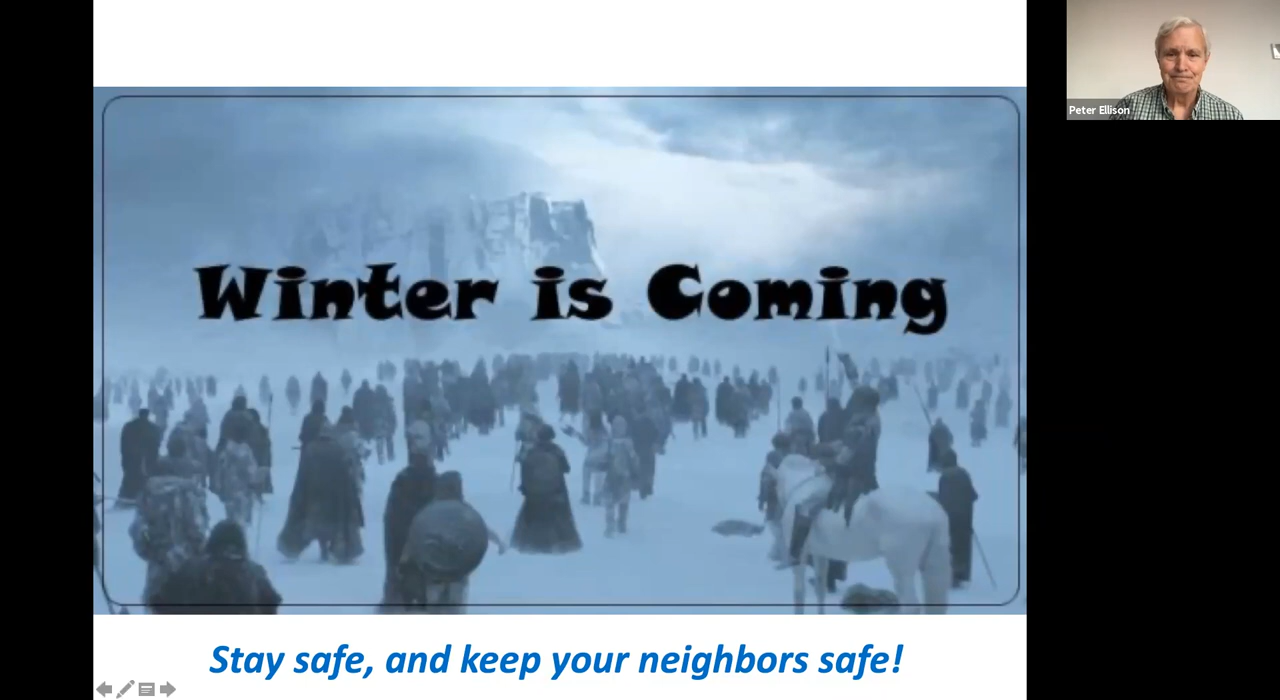 Peter Ellison
Winter is Coming
Stay safe, and keep your neighbors safe!